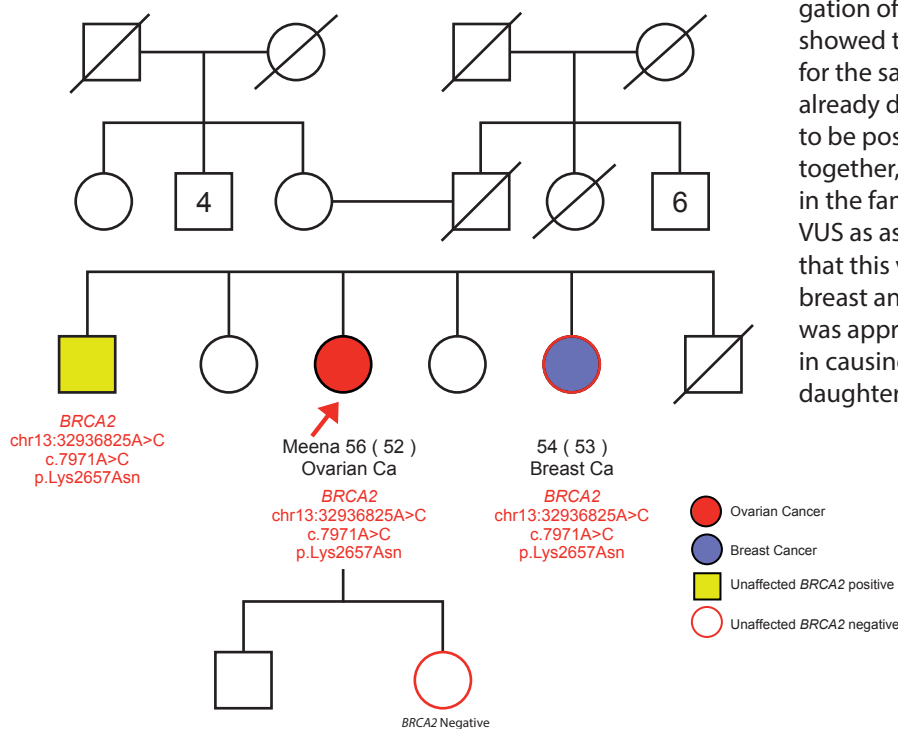 gation of
showed t
for the sa
already d
to be pos
together,
in the fam
VUS as as
that this v
breast an
was appr
in causing
daughter
4
6
BRCA2
chr13:32936825A>C
c.7971A>C
p.Lys2657Asn
Meena 56 ( 52 )
Ovarian Ca
BRCA2
chr13:32936825A>C
c.7971A>C
p.Lys2657Asn
54 ( 53 )
Breast Ca
BRCA2
chr13:32936825A>C
c.7971A>C
p.Lys2657Asn
Ovarian Cancer
Breast Cancer
Unaffected BRCA2 positive
Unaffected BRCA2 negative
BRCA2 Negative